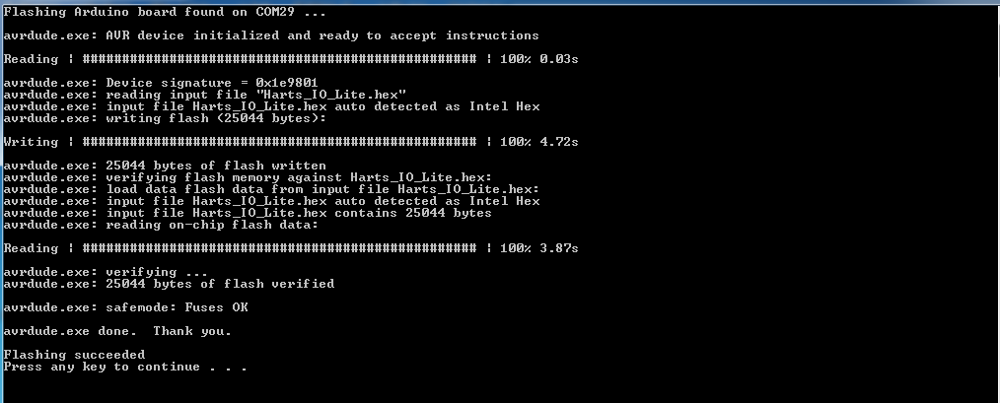 Flashing Arduino board found on COM29 ...
avrdude.exe: AVR device initialized and ready to accept instructions
Reading | ################################################## | 100% 0.03s
avrdude.exe: Device signature = 0x1e9801
avrdude.exe: reading input file "Harts_IO_Lite.hex"
avrdude.exe: input file Harts_IO_Lite.hex auto detected as Intel Hex
avrdude.exe: writing flash (25044 bytes):
Writing | ################################################## | 100% 4.72s
avrdude.exe: 25044 bytes of flash written
avrdude.exe: verifying flash memory against Harts_IO_Lite.hex:
avrdude.exe: load data flash data from input file Harts_IO_Lite.hex:
avrdude.exe: input file Harts_IO_Lite.hex auto detected as Intel Hex
avrdude.exe: input file Harts_IO_Lite.hex contains 25044 bytes
avrdude.exe: reading on-chip flash data:
Reading | ################################################## | 100% 3.87s
avrdude.exe: verifying ...
avrdude.exe: 25044 bytes of flash verified
avrdude.exe: safemode: Fuses OK
avrdude.exe done.  Thank you.
Flashing succeeded
Press any key to continue . . .